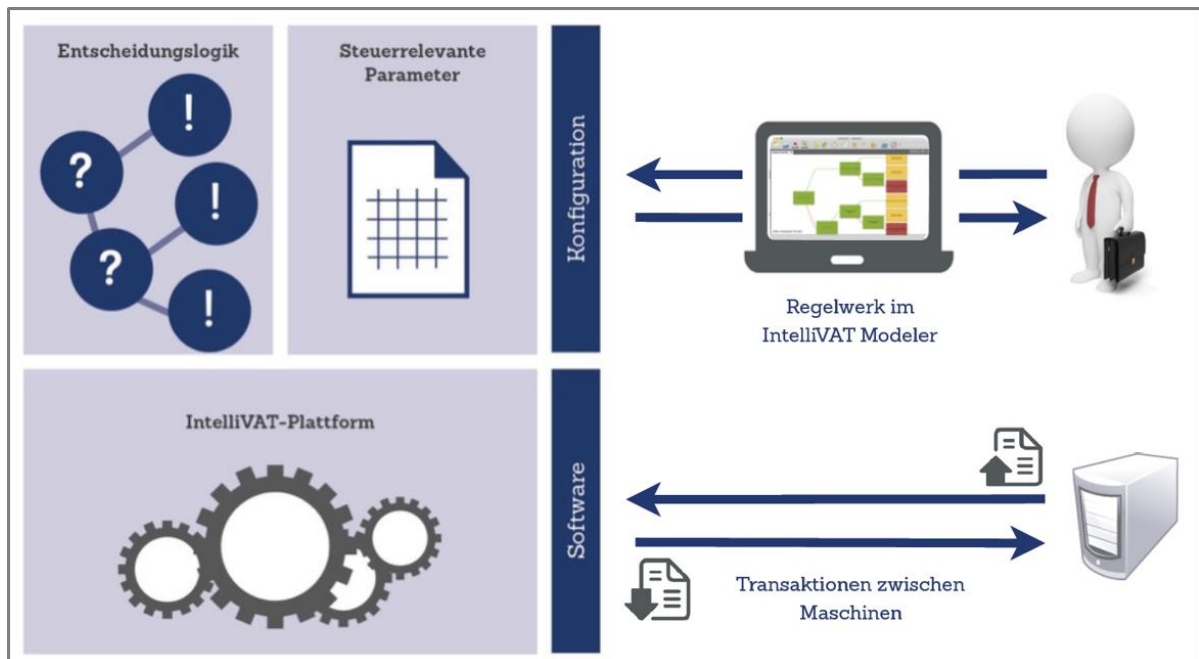 Entscheidungslogik
?
!
!
?
!
Steuerrelevante
Parameter
Konfiguration
Regelwerk im
IntelliVAT Modeler
IntelliVAT-Plattform
Software
Transaktionen zwischen
Maschinen